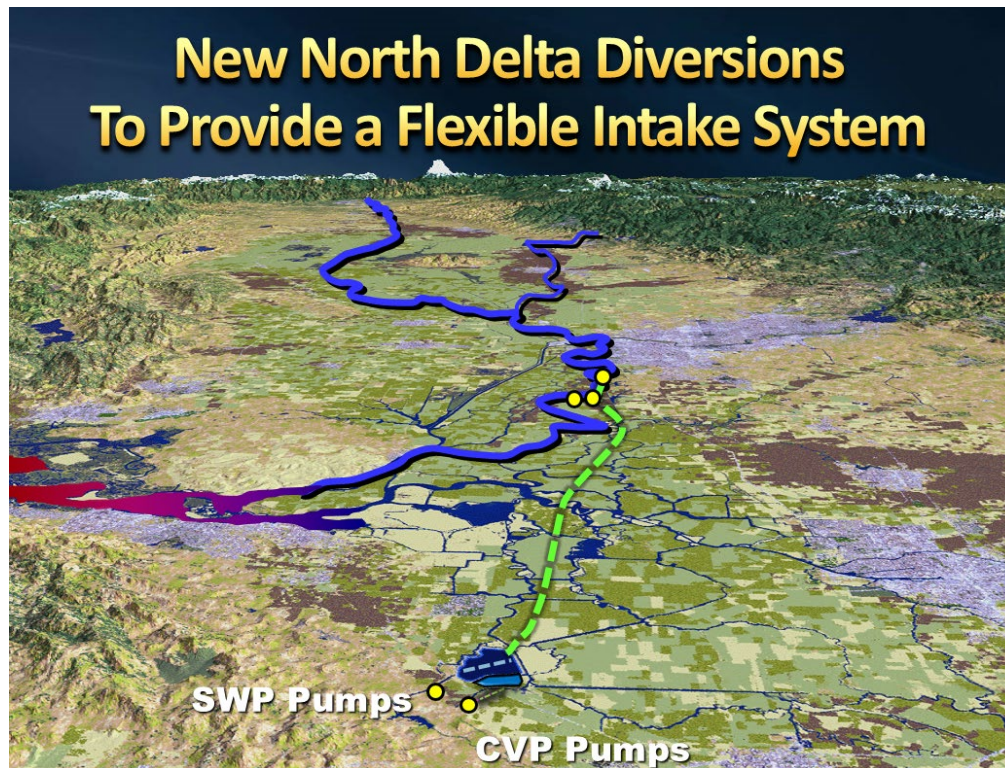 New North Delta Diversions
To Provide a Flexible Intake System
SWP Pumps
CVP Pumps